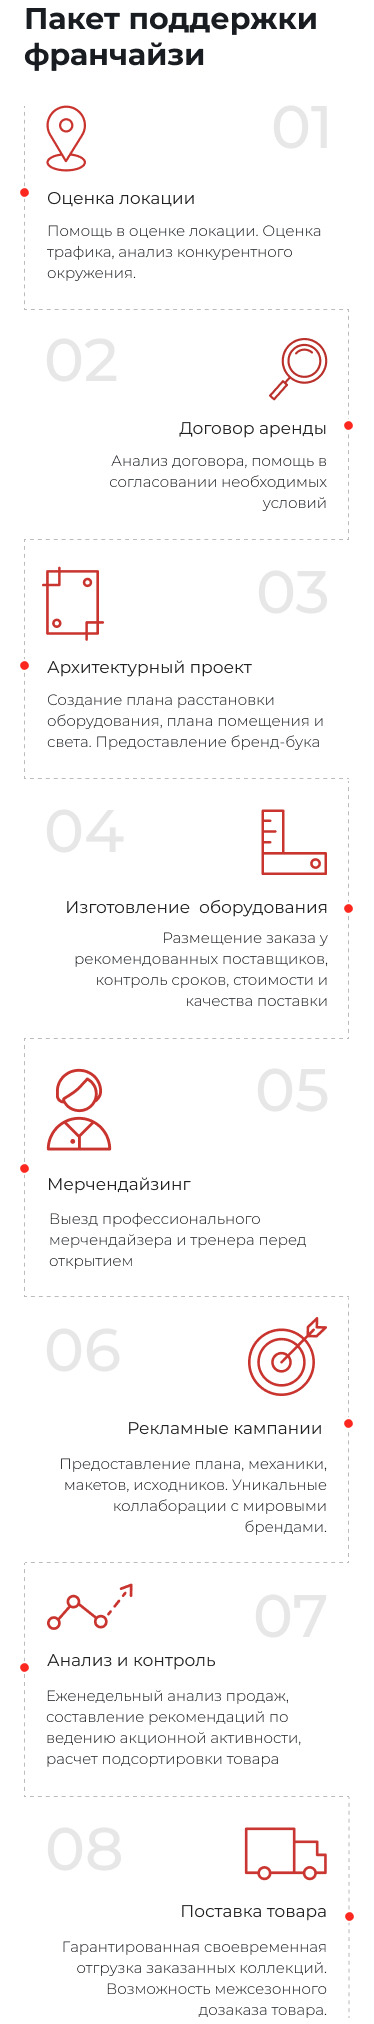 Пакет поддержки
франчайзи
01
Оценка локации
Помощь в оценке локации. Оценка
трафика, анализ конкурентного
окружения.
02
Договор аренды
Анализ договора, помощь в
согласовании необходимых
условий
03
Архитектурный проект
Создание плана расстановки
оборудования, плана помещения и
света. Предоставление бренд-бука
04
Изготовление оборудования
Размещение заказа у
рекомендованных поставщиков,
контроль сроков, стоимости и
качества поставки
05
Мерчендайзинг
Выезд профессионального
мерчендайзера и тренера перед
открытием
06
Рекламные кампании
Предоставление плана, механики,
макетов, исходников. Уникальные
коллаборации с мировыми
брендами.
07
Анализ и контроль
Еженедельный анализ продаж,
составление рекомендаций по
ведению акционной активности,
расчет подсортировки товара
08
Поставка товара
Гарантированная своевременная
отгрузка заказанных коллекций.
Возможность межсезонного
дозаказа товара.